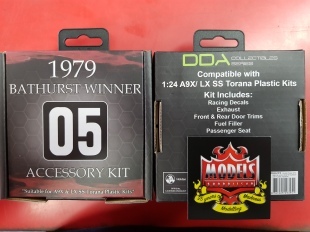 1979
BATHURST WINNER
05
ACCESSORY KIT
"Suitable for A9X & LX SS Torana Plastic Kits"
DDA COLLECTIBLES
SERIES
Compatible with
1:24 A9X/ LX SS Torana Plastic Kits
Kit Includes:
Racing Decals
Exhaust
Front & Rear Door Trims
Fuel Filler
Passenger Seat
MODELS